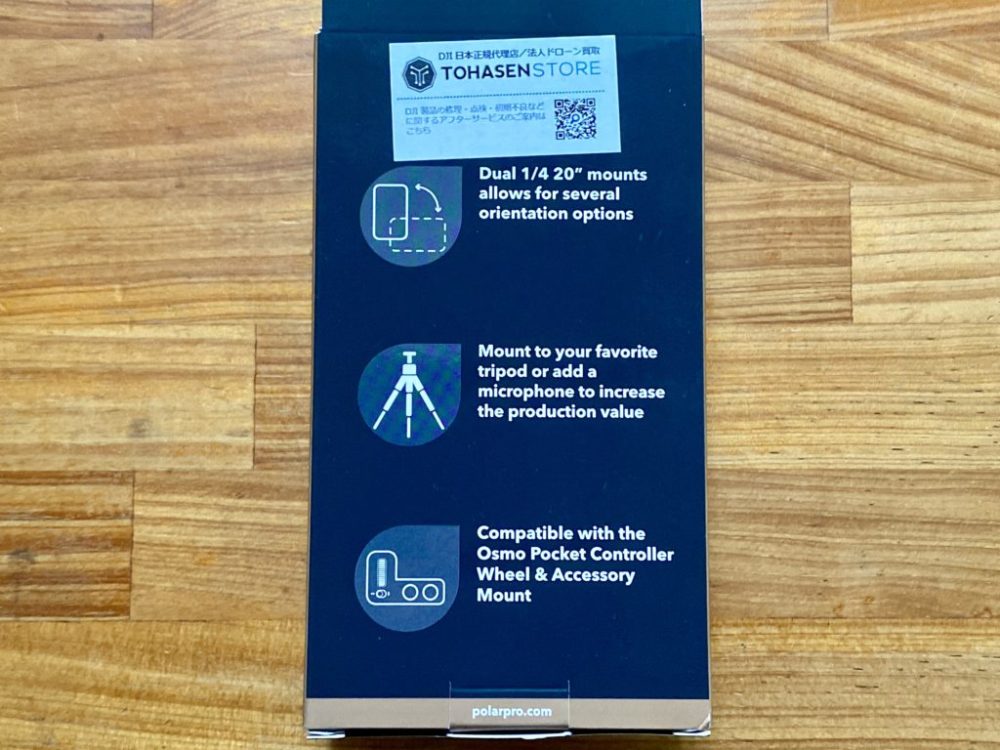 DJI 日本正規代理店／法人ドローン買取
TOHASENSTORE
DJI 製品の修理・点検・初期不良など
に関するアフターサービスのご案内は
こちら
Dual 1/4 20” mounts
allows for several
orientation options
Mount to your favorite
tripod or add a
microphone to increase
the production value
Compatible with the
Osmo Pocket Controller
Wheel & Accessory
Mount
polarpro.com